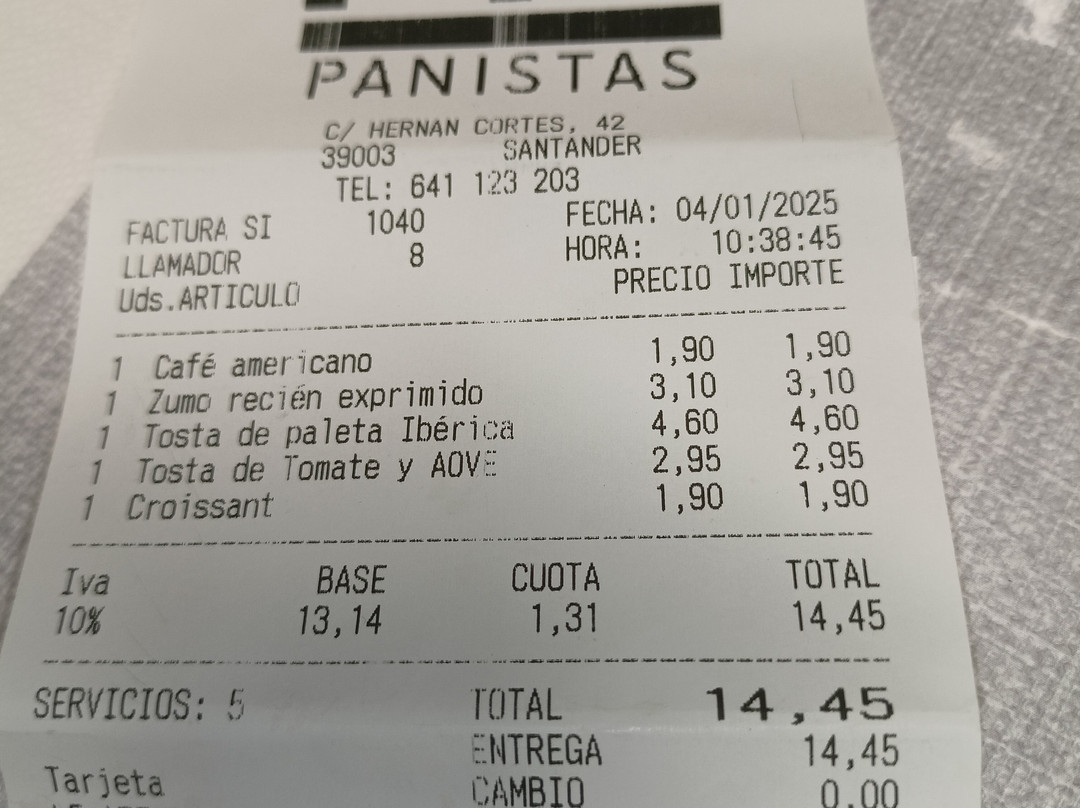 PANISTAS
C/ HERNAN CORTES, 42
39003 SANTANDER
TEL: 641 123 203
FACTURA SI 1040 FECHA: 04/01/2025
LLAMADOR 8 HORA: 10:38:45
Uds.ARTICULO PRECIO IMPORTE
1 Café americano 1,90 1,90
1 Zumo recién exprimido 3,10 3,10
1 Tosta de paleta Ibérica 4,60 4,60
1 Tosta de Tomate y AOVE 2,95 2,95
1 Croissant 1,90 1,90
Iva BASE CUOTA TOTAL
10% 13,14 1,31 14,45
SERVICIOS: 5 TOTAL 14,45
ENTREGA 14,45
Tarjeta CAMBIO 0,00